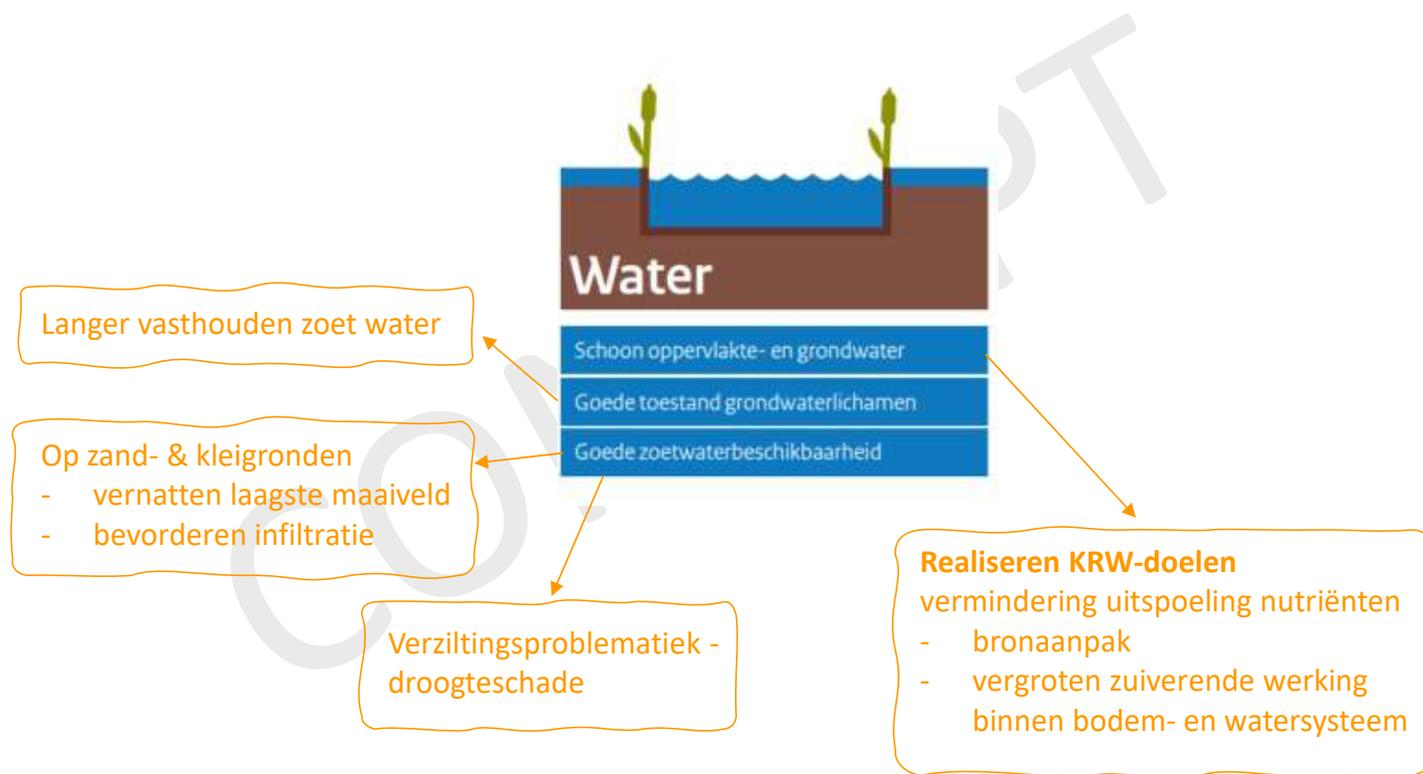 Water
Schoon oppervlakte- en grondwater
Goede toestand grondwaterlichamen
Goede zoetwaterbeschikbaarheid
Langer vasthouden zoet water
Op zand- & kleigronden
- vernatten laagste maaiveld
- bevorderen infiltratie
Verziltingsproblematiek -
droogteschade
Realiseren KRW-doelen
vermindering uitspoeling nutriënten
- bronaanpak
- vergroten zuiverende werking
binnen bodem- en watersysteem